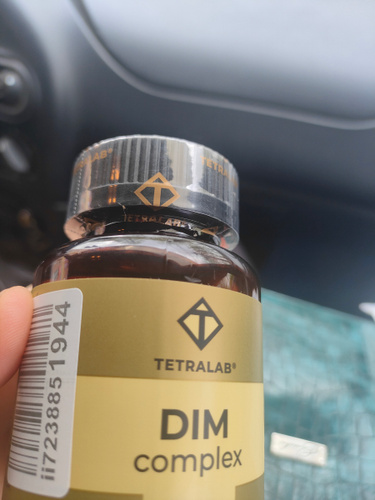 TETRALAB®
DIM
complex
ii7238851944